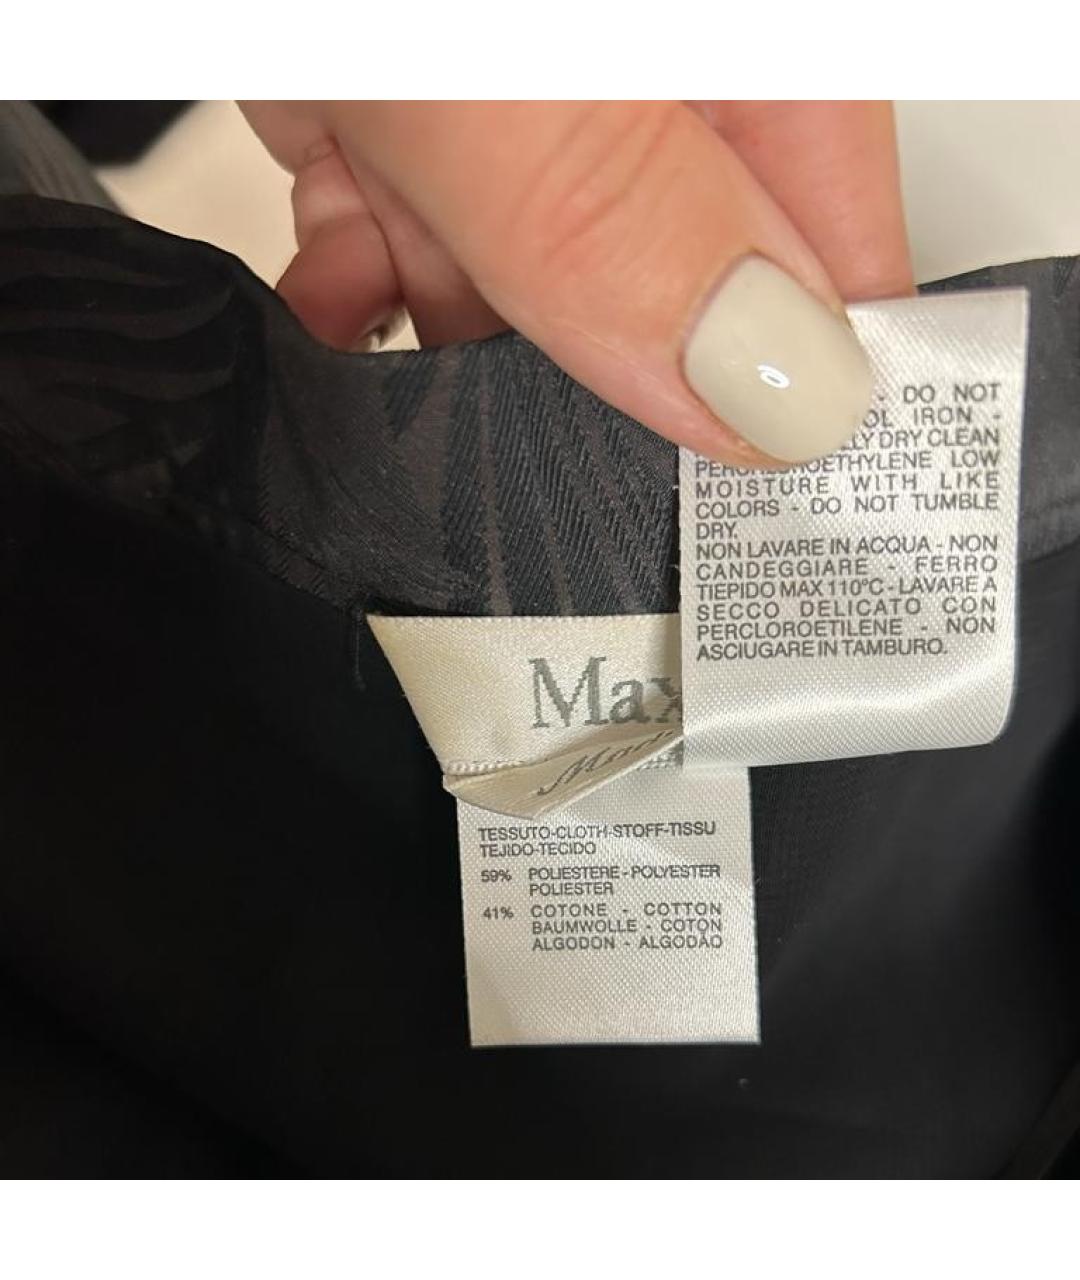 DO NOT
IRON -
DRY CLEAN
LOW
MOISTURE WITH LIKE
COLORS - DO NOT TUMBLE
DRY.
NON LAVARE IN ACQUA - NON
CANDEGGIARE - FERRO
TIEPIDO MAX 110°C - LAVARE A
SECCO DELICATO CON
PERCLOROETILENE - NON
ASCIUGARE IN TAMBURO.
Max
TESSUTO-CLOTH-STOFF-TISSU
TEJIDO-TECIDO
59% POLIESTERE - POLYESTER
POLIESTER
41% COTONE - COTTON
BAUMWOLLE - COTON
ALGODON - ALGODÃO